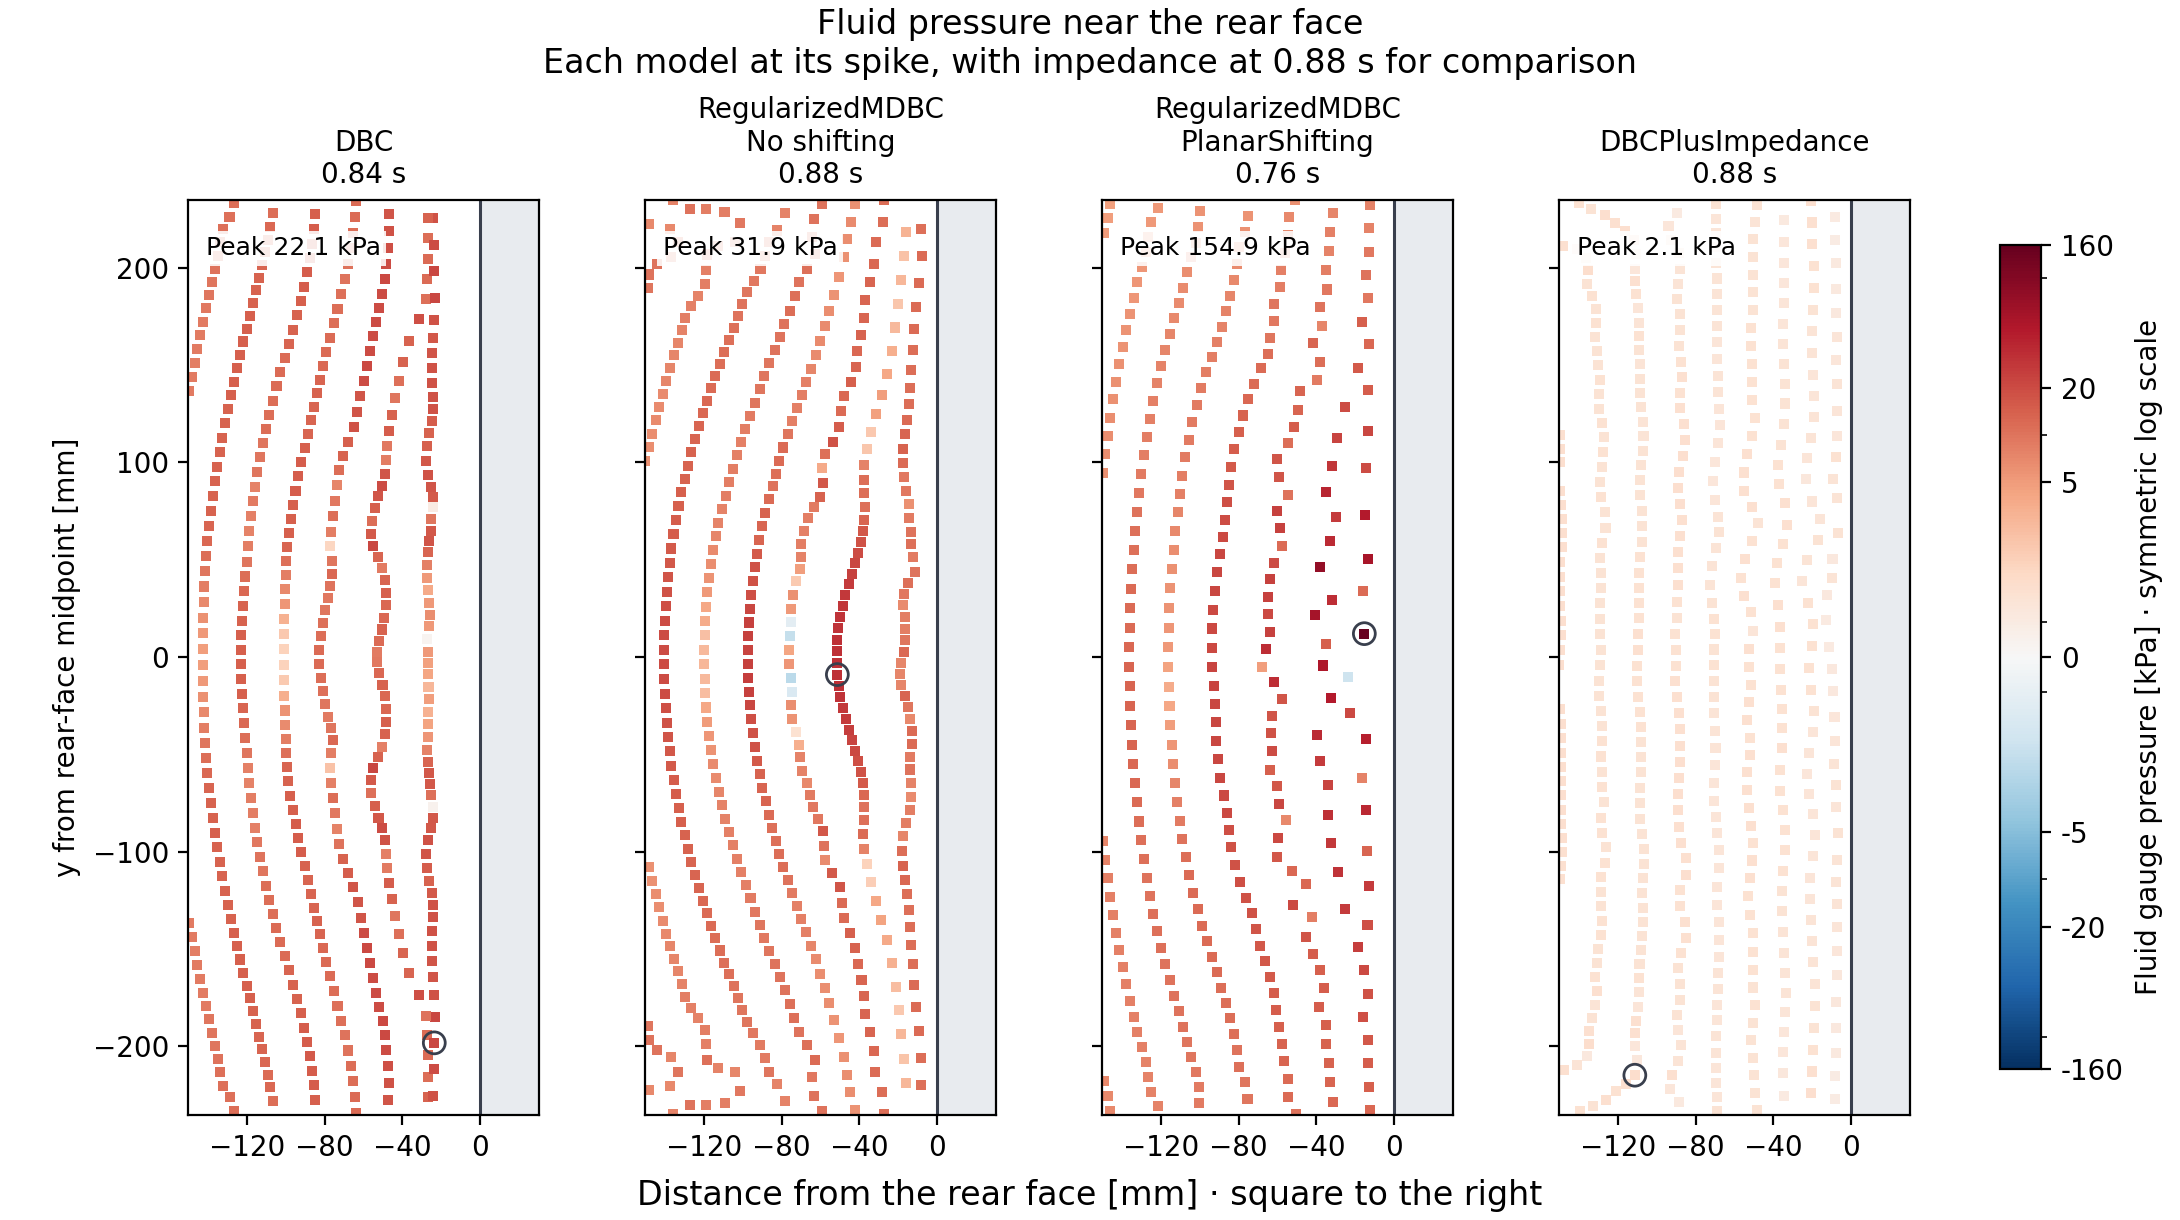 Fluid pressure near the rear face
Each model at its spike, with impedance at 0.88 s for comparison
DBC
0.84 s
RegularizedMDBC
No shifting
0.88 s
RegularizedMDBC
PlanarShifting
0.76 s
DBCPlusImpedance
0.88 s
Peak 22.1 kPa
Peak 31.9 kPa
Peak 154.9 kPa
Peak 2.1 kPa
y from rear-face midpoint [mm]
200
100
0
−100
−200
−120 −80 −40 0
−120 −80 −40 0
−120 −80 −40 0
−120 −80 −40 0
Distance from the rear face [mm] · square to the right
160
20
5
0
-5
-20
-160
Fluid gauge pressure [kPa] · symmetric log scale